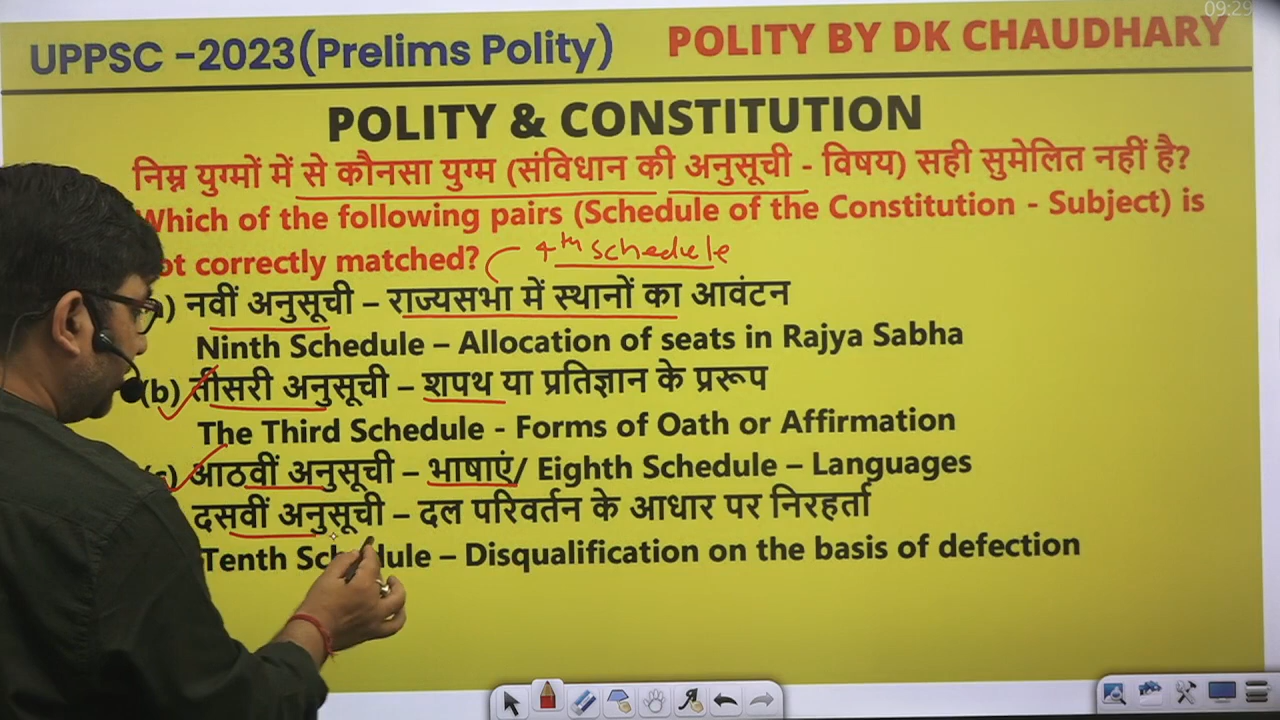 09:29
UPPSC -2023(Prelims Polity) POLITY BY DK CHAUDHARY
POLITY & CONSTITUTION
निम्न युग्मों में से कौनसा युग्म (संविधान की अनुसूची - विषय) सही सुमेलित नहीं है?
Which of the following pairs (Schedule of the Constitution - Subject) is
ot correctly matched? 4th schedule
) नवीं अनुसूची – राज्यसभा में स्थानों का आवंटन
Ninth Schedule – Allocation of seats in Rajya Sabha
(b) तीसरी अनुसूची – शपथ या प्रतिज्ञान के प्ररूप
The Third Schedule - Forms of Oath or Affirmation
) आठवीं अनुसूची – भाषाएं/ Eighth Schedule – Languages
दसवीं अनुसूची – दल परिवर्तन के आधार पर निरहर्ता
Tenth Schedule – Disqualification on the basis of defection